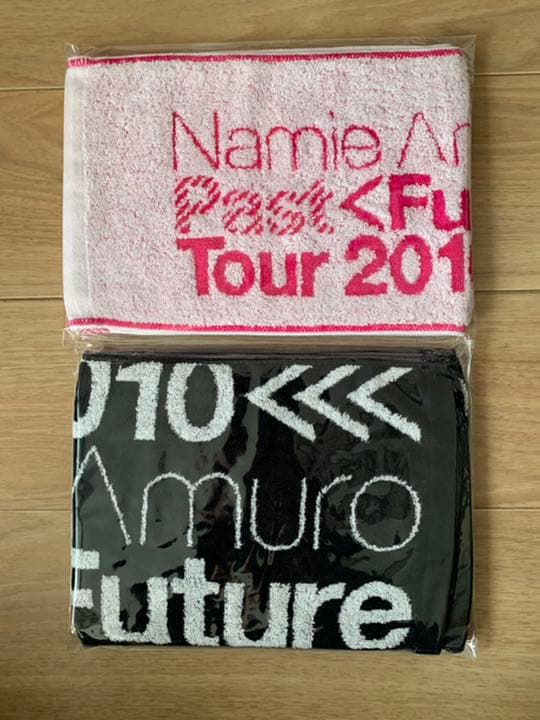 Namie Ar
Past <Fu
Tour 201
010<<<
Amuro
Future